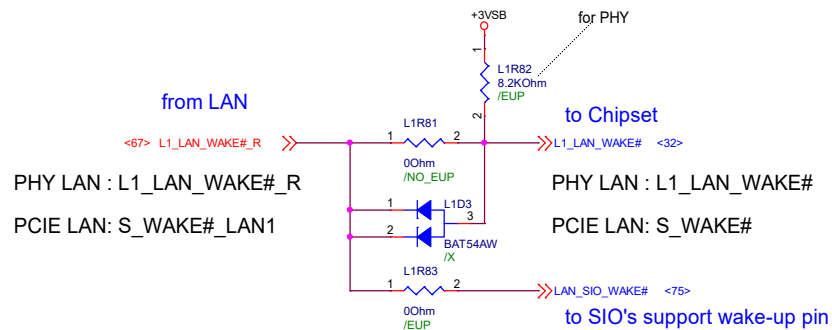 +3VSB
for PHY
1
L1R82
8.2KOhm
/EUP
2
from LAN
to Chipset
L1R81
<67> L1_LAN_WAKE#_R
1
2
L1_LAN_WAKE# <32>
0Ohm
/NO_EUP
PHY LAN : L1_LAN_WAKE#_R
PHY LAN : L1_LAN_WAKE#
L1D3
1
3
2
PCIE LAN: S_WAKE#_LAN1
PCIE LAN: S_WAKE#
BAT54AW
/X
L1R83
1
2
LAN_SIO_WAKE# <75>
0Ohm
/EUP
to SIO's support wake-up pin